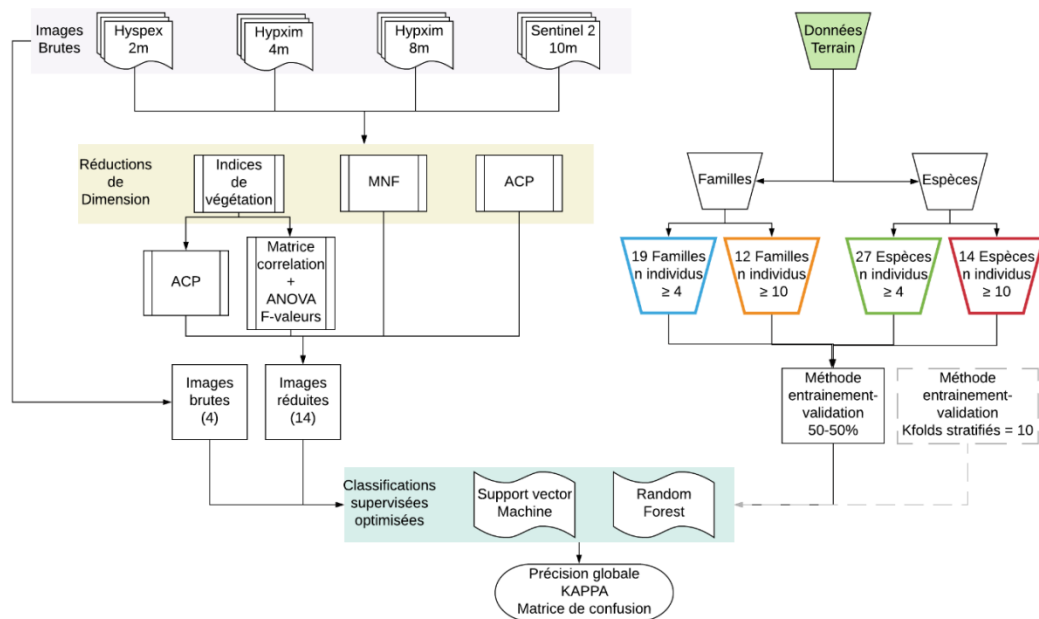 Images
Brutes
Hyspex
2m
Hypxim
4m
Hypxim
8m
Sentinel 2
10m
Données
Terrain
Réductions
de
Dimension
Indices
de
végétation
MNF
ACP
ACP
Matrice
correlation
+
ANOVA
F-valeurs
Familles
Espèces
19 Familles
n individus
≥ 4
12 Familles
n individus
≥ 10
27 Espèces
n individus
≥ 4
14 Espèces
n individus
≥ 10
Images
brutes
(4)
Images
réduites
(14)
Méthode
entrainement-
validation
50-50%
Méthode
entrainement-
validation
Kfolds stratifiés = 10
Classifications
supervisées
optimisées
Support vector
Machine
Random
Forest
Précision globale
KAPPA
Matrice de confusion